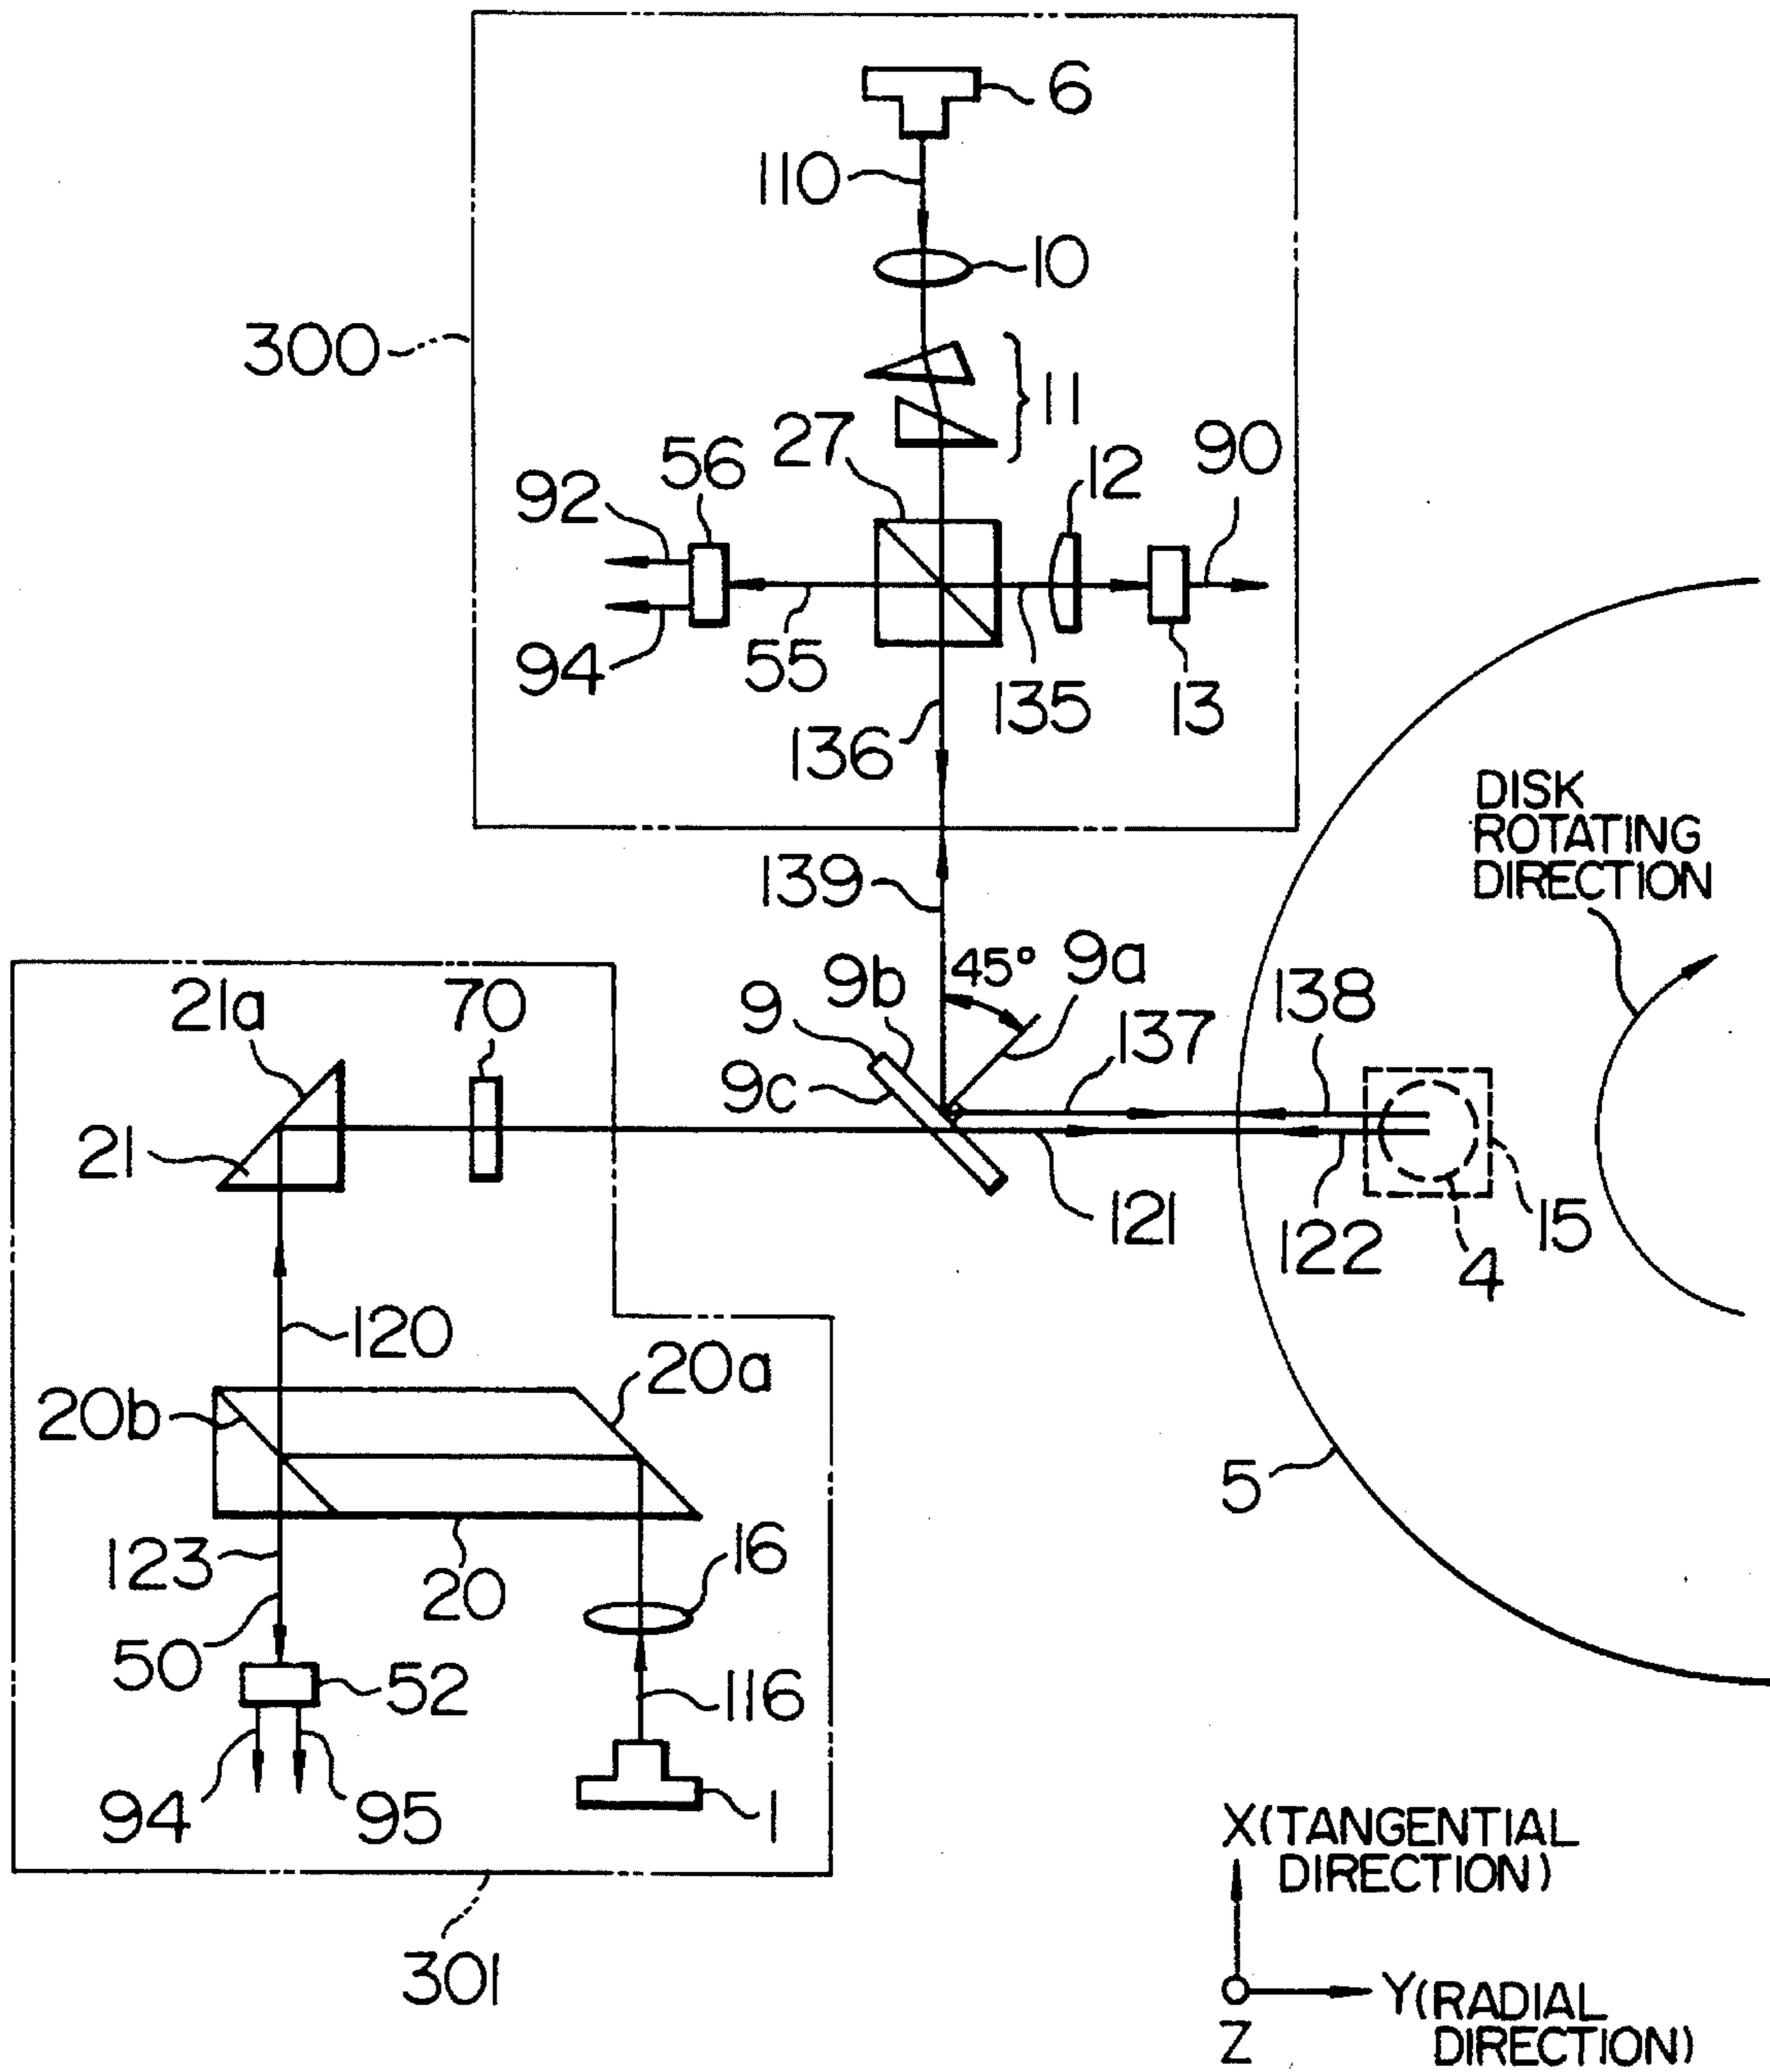 6
110
10
300
11
27
56
12
90
92
94
55
135
13
136
DISK
ROTATING
DIRECTION
139
45°
9a
9b
9
9c
137
138
21a
70
21
121
122
4
15
120
20a
20b
5
123
20
16
50
52
116
94
95
1
301
X(TANGENTIAL
DIRECTION)
Y(RADIAL
DIRECTION)
Z